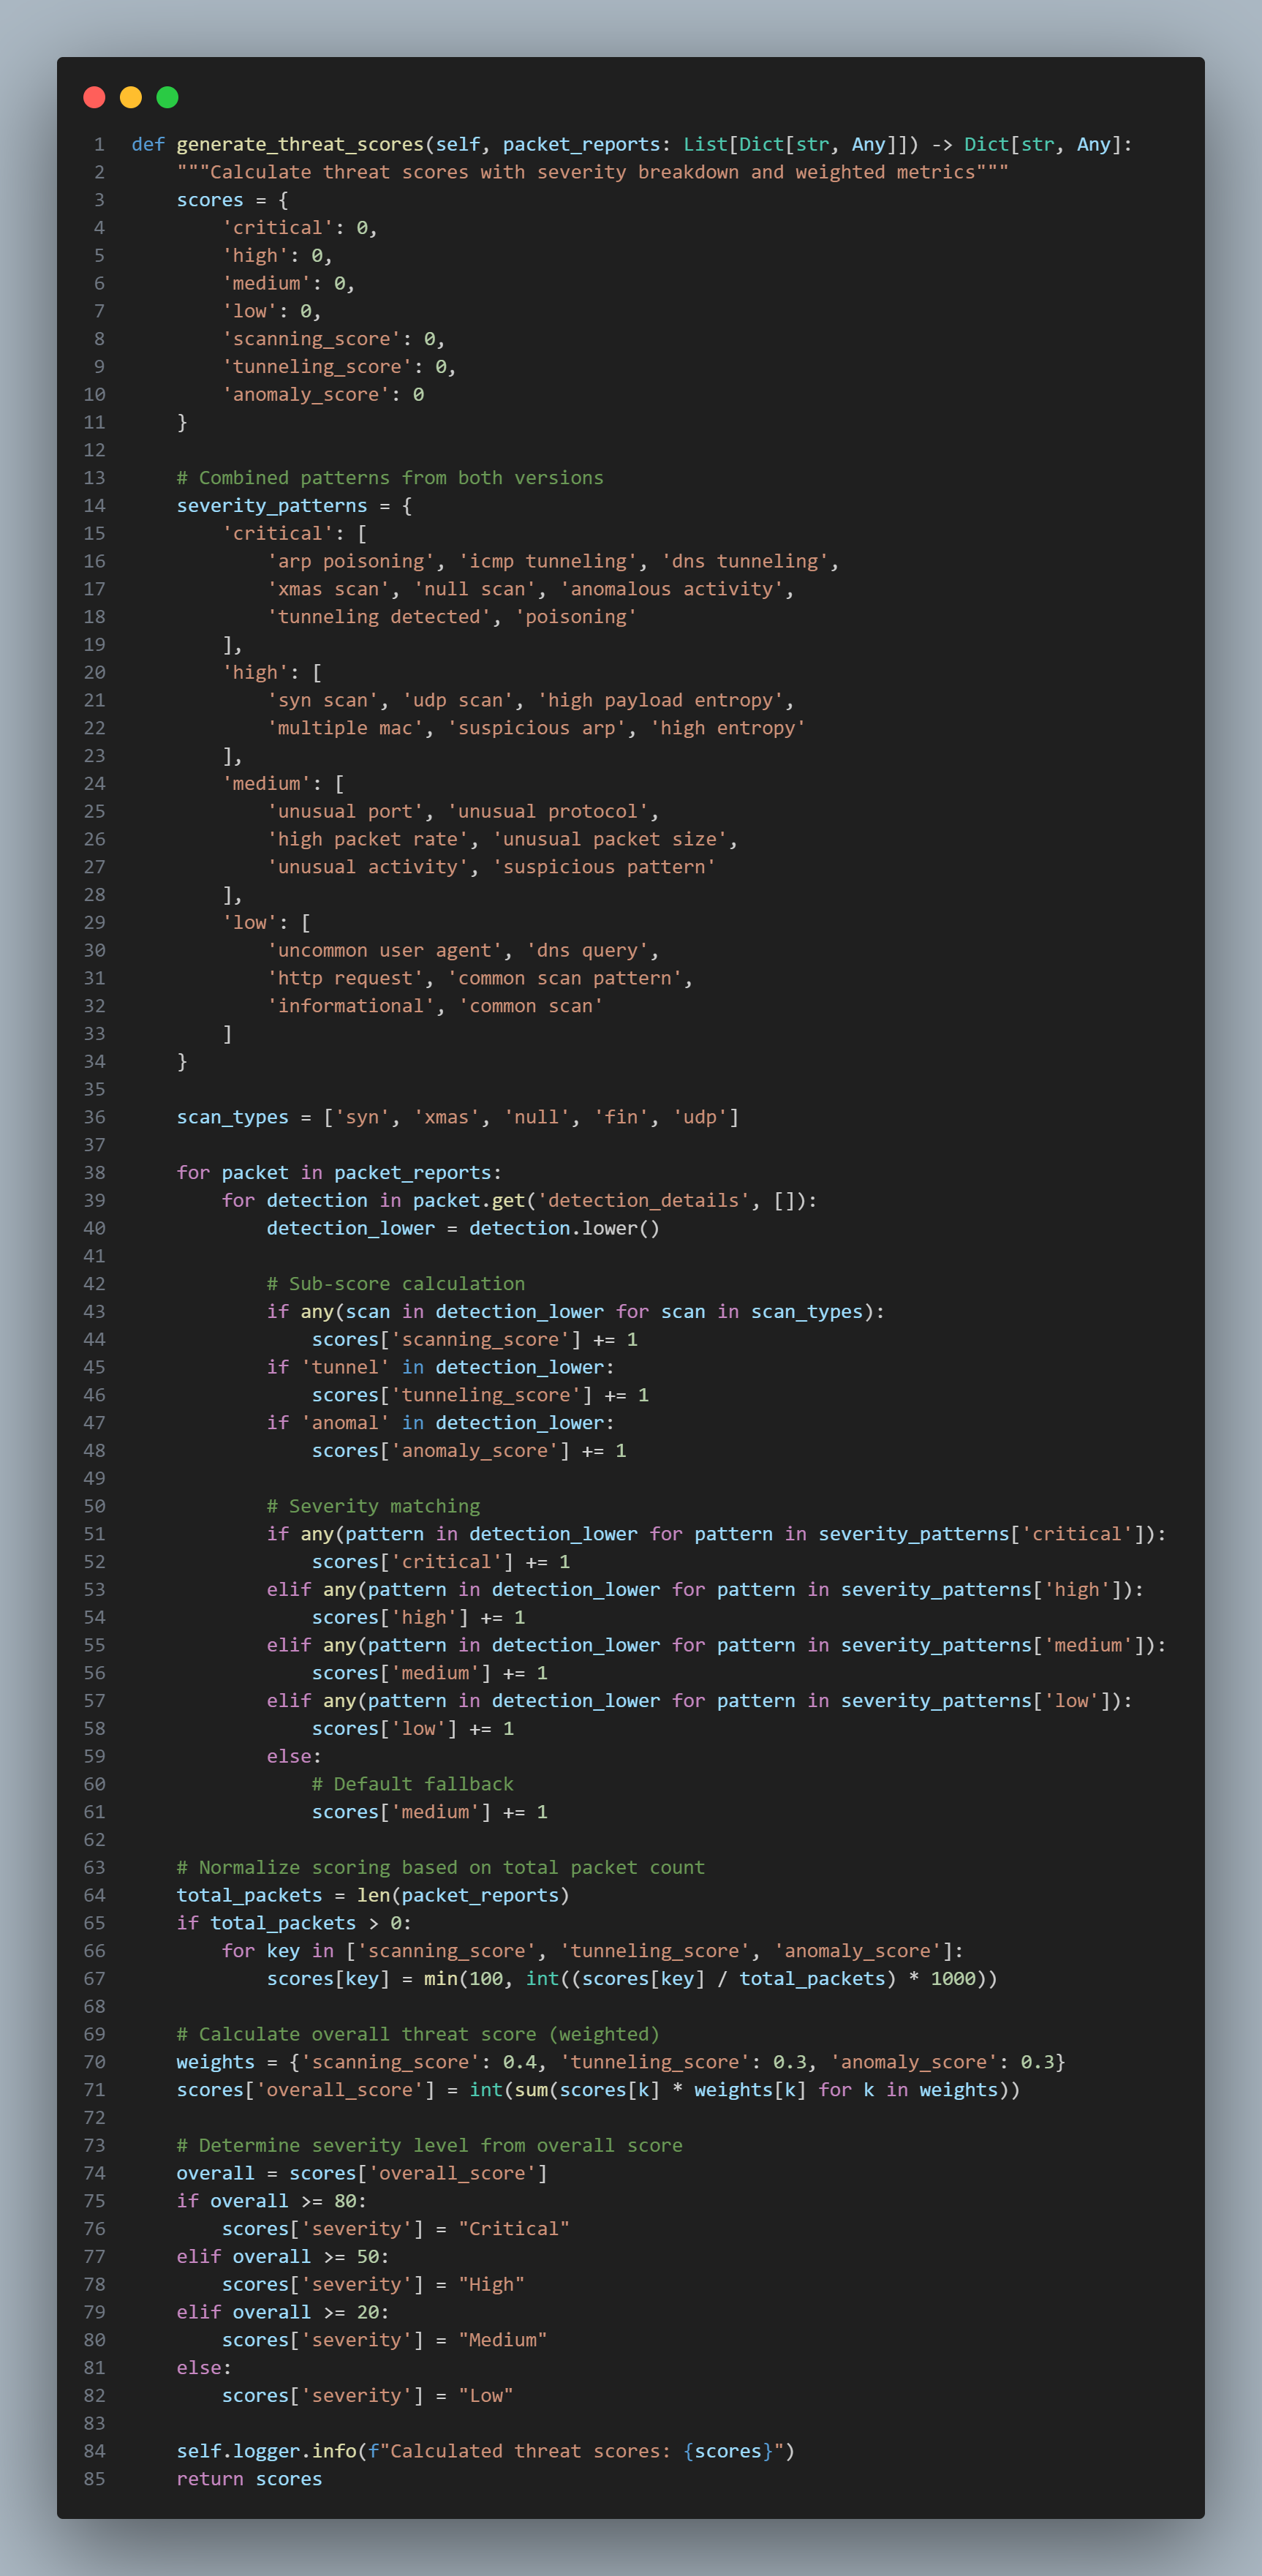 1 def generate_threat_scores(self, packet_reports: List[Dict[str, Any]]) -> Dict[str, Any]:
2     """Calculate threat scores with severity breakdown and weighted metrics"""
3     scores = {
4         'critical': 0,
5         'high': 0,
6         'medium': 0,
7         'low': 0,
8         'scanning_score': 0,
9         'tunneling_score': 0,
10         'anomaly_score': 0
11     }
12
13     # Combined patterns from both versions
14     severity_patterns = {
15         'critical': [
16             'arp poisoning', 'icmp tunneling', 'dns tunneling',
17             'xmas scan', 'null scan', 'anomalous activity',
18             'tunneling detected', 'poisoning'
19         ],
20         'high': [
21             'syn scan', 'udp scan', 'high payload entropy',
22             'multiple mac', 'suspicious arp', 'high entropy'
23         ],
24         'medium': [
25             'unusual port', 'unusual protocol',
26             'high packet rate', 'unusual packet size',
27             'unusual activity', 'suspicious pattern'
28         ],
29         'low': [
30             'uncommon user agent', 'dns query',
31             'http request', 'common scan pattern',
32             'informational', 'common scan'
33         ]
34     }
35
36     scan_types = ['syn', 'xmas', 'null', 'fin', 'udp']
37
38     for packet in packet_reports:
39         for detection in packet.get('detection_details', []):
40             detection_lower = detection.lower()
41
42             # Sub-score calculation
43             if any(scan in detection_lower for scan in scan_types):
44                 scores['scanning_score'] += 1
45             if 'tunnel' in detection_lower:
46                 scores['tunneling_score'] += 1
47             if 'anomal' in detection_lower:
48                 scores['anomaly_score'] += 1
49
50             # Severity matching
51             if any(pattern in detection_lower for pattern in severity_patterns['critical']):
52                 scores['critical'] += 1
53             elif any(pattern in detection_lower for pattern in severity_patterns['high']):
54                 scores['high'] += 1
55             elif any(pattern in detection_lower for pattern in severity_patterns['medium']):
56                 scores['medium'] += 1
57             elif any(pattern in detection_lower for pattern in severity_patterns['low']):
58                 scores['low'] += 1
59             else:
60                 # Default fallback
61                 scores['medium'] += 1
62
63     # Normalize scoring based on total packet count
64     total_packets = len(packet_reports)
65     if total_packets > 0:
66         for key in ['scanning_score', 'tunneling_score', 'anomaly_score']:
67             scores[key] = min(100, int((scores[key] / total_packets) * 1000))
68
69     # Calculate overall threat score (weighted)
70     weights = {'scanning_score': 0.4, 'tunneling_score': 0.3, 'anomaly_score': 0.3}
71     scores['overall_score'] = int(sum(scores[k] * weights[k] for k in weights))
72
73     # Determine severity level from overall score
74     overall = scores['overall_score']
75     if overall >= 80:
76         scores['severity'] = "Critical"
77     elif overall >= 50:
78         scores['severity'] = "High"
79     elif overall >= 20:
80         scores['severity'] = "Medium"
81     else:
82         scores['severity'] = "Low"
83
84     self.logger.info(f"Calculated threat scores: {scores}")
85     return scores